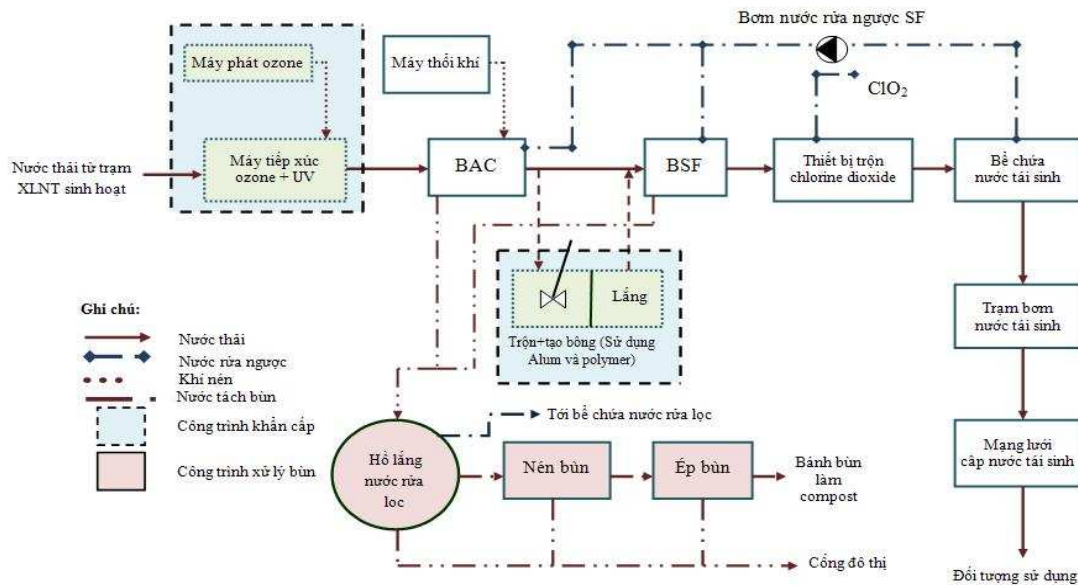 Bơm nước rửa ngược SF
Máy phát ozone
Máy thổi khí
ClO2
Nước thải từ trạm
XLNT sinh hoạt
Máy tiếp xúc
ozone + UV
BAC
BSF
Thiết bị trộn
chlorine dioxide
Bể chứa
nước tái sinh
Lắng
Trộn+tạo bông (Sử dụng
Alum và polymer)
Trạm bơm
nước tái sinh
Ghi chú:
Nước thải
Nước rửa ngược
Khí nén
Nước tách bùn
Công trình khẩn cấp
Công trình xử lý bùn
Tới bể chứa nước rửa lọc
Hồ lắng
nước rửa
lọc
Nén bùn
Ép bùn
Bánh bùn
làm
compost
Mạng lưới
câp nước tái sinh
Cống đô thị
Đối tượng sử dụng